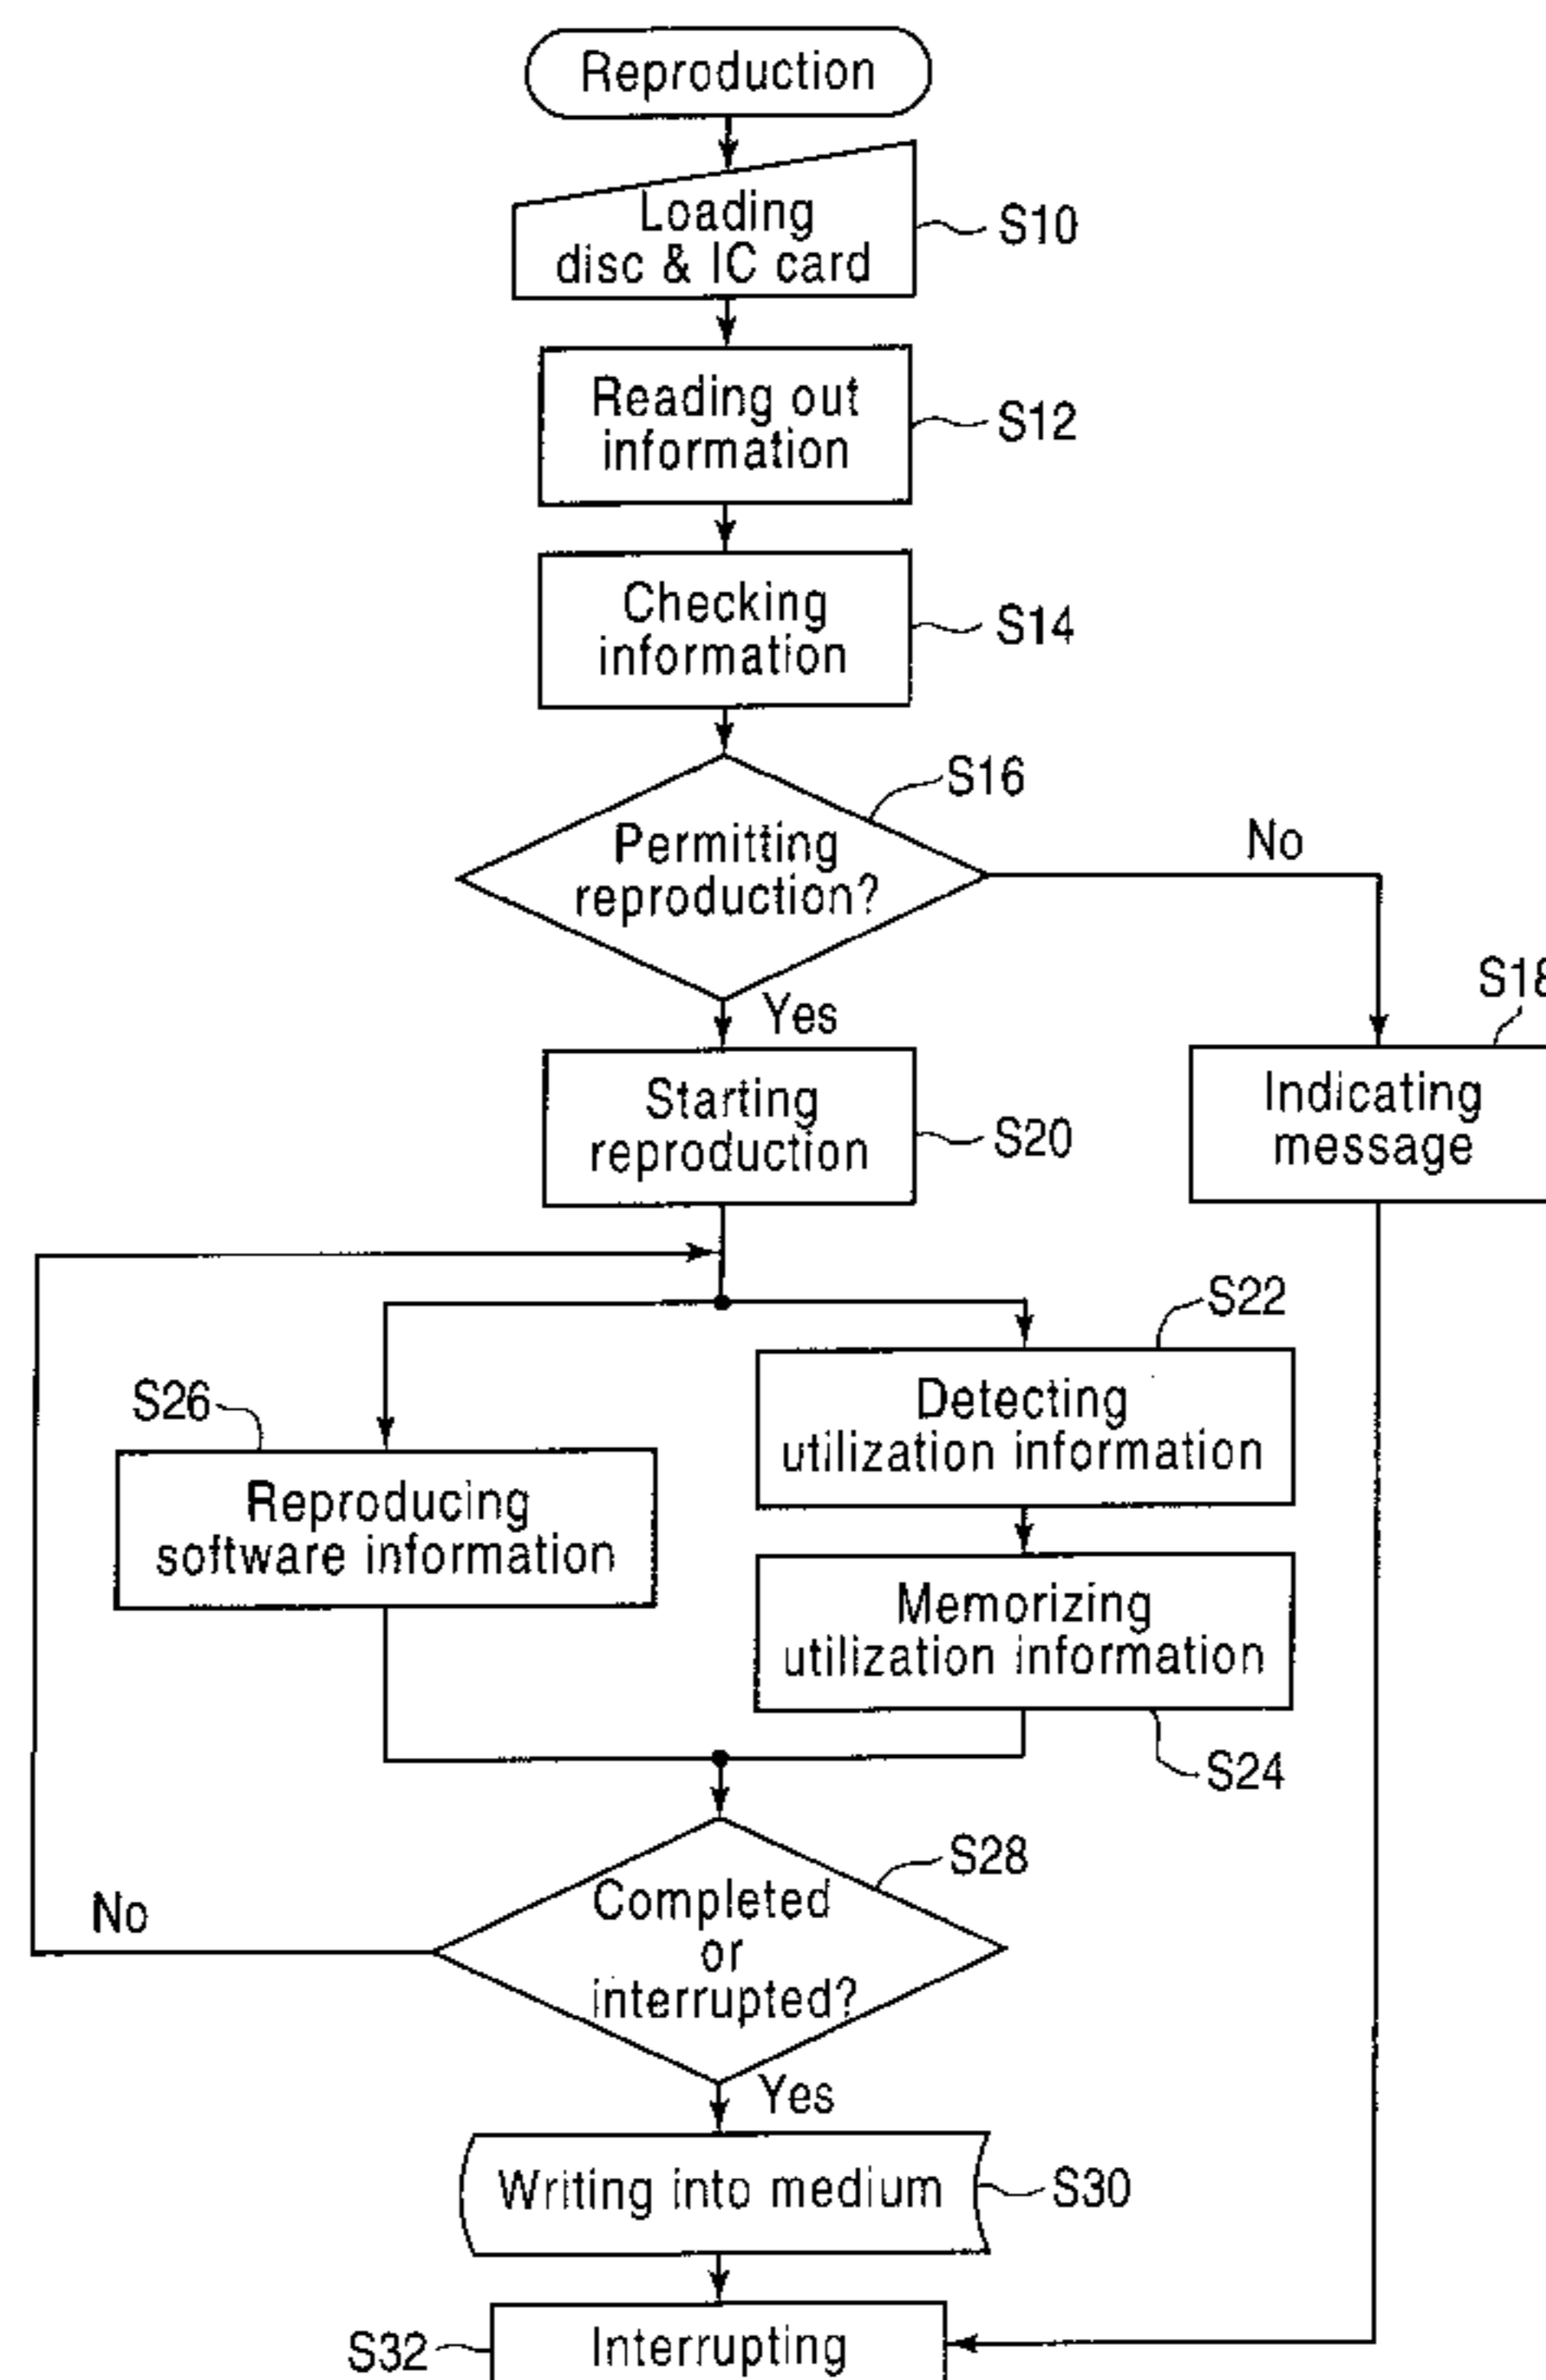 Reproduction
Loading
disc & IC card
S10
Reading out
information
S12
Checking
information
S14
S16
Permitting
reproduction?
No
Yes
S18
Starting
reproduction
S20
Indicating
message
S22
Detecting
utilization information
S26
Reproducing
software information
Memorizing
utilization information
S24
S28
Completed
or
interrupted?
No
Yes
Writing into medium
S30
S32
Interrupting